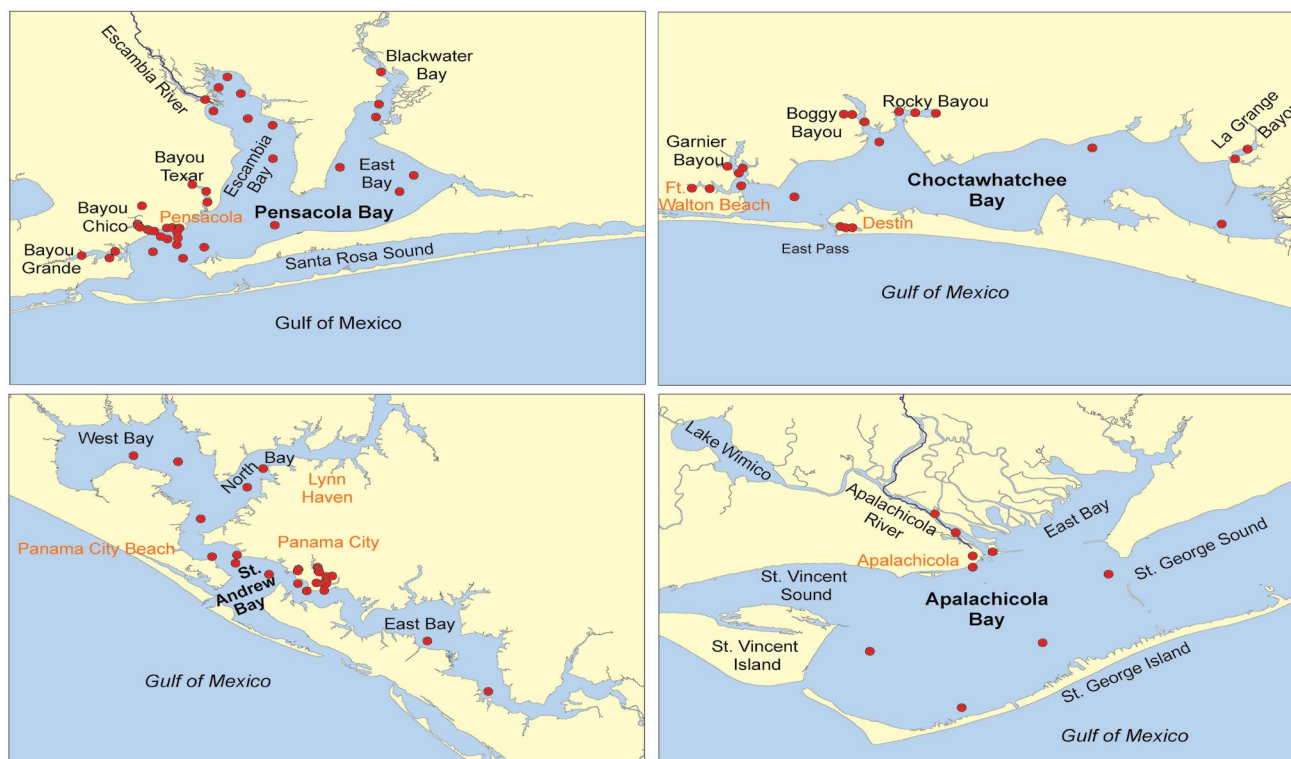 Escambia River
Blackwater
Bay
Bayou
Texar
Escambia
Bay
East
Bay
Bayou
Chico
Pensacola
Pensacola Bay
Bayou
Grande
Santa Rosa Sound
Gulf of Mexico
Boggy
Bayou
Rocky Bayou
La Grange
Bayou
Garnier
Bayou
Ft.
Walton Beach
Choctawhatchee
Bay
Destin
East Pass
Gulf of Mexico
West Bay
North Bay
Lynn
Haven
Panama City Beach
Panama City
St.
Andrew
Bay
East Bay
Gulf of Mexico
Lake Wimico
Apalachicola
River
East Bay
St. George Sound
Apalachicola
St. Vincent
Sound
Apalachicola
Bay
St. Vincent
Island
St. George Island
Gulf of Mexico